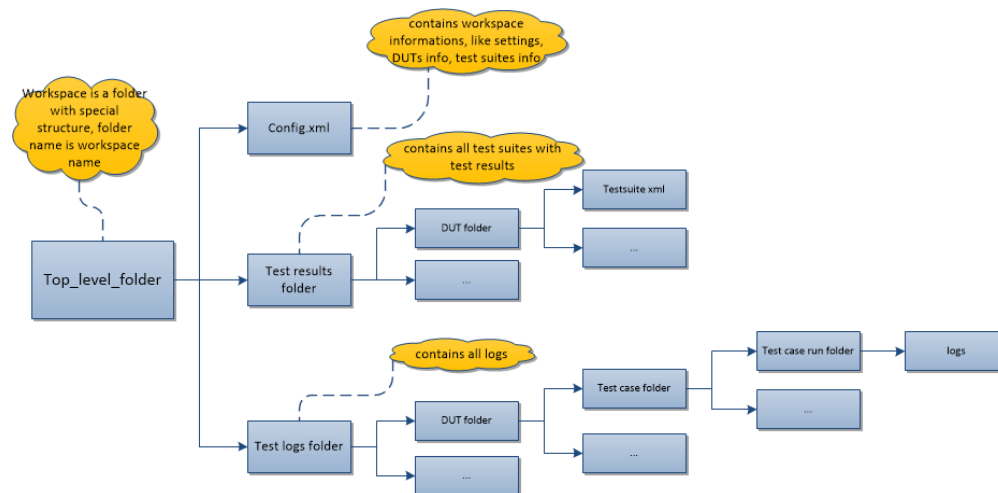 contains workspace
informations, like settings,
DUTs info, test suites info
Workspace is a folder
with special
structure, folder
name is workspace
name
Config.xml
contains all test suites with
test results
Testsuite xml
DUT folder
...
Top_level_folder
Test results
folder
...
contains all logs
Test case run folder
logs
Test case folder
...
DUT folder
Test logs folder
...
...